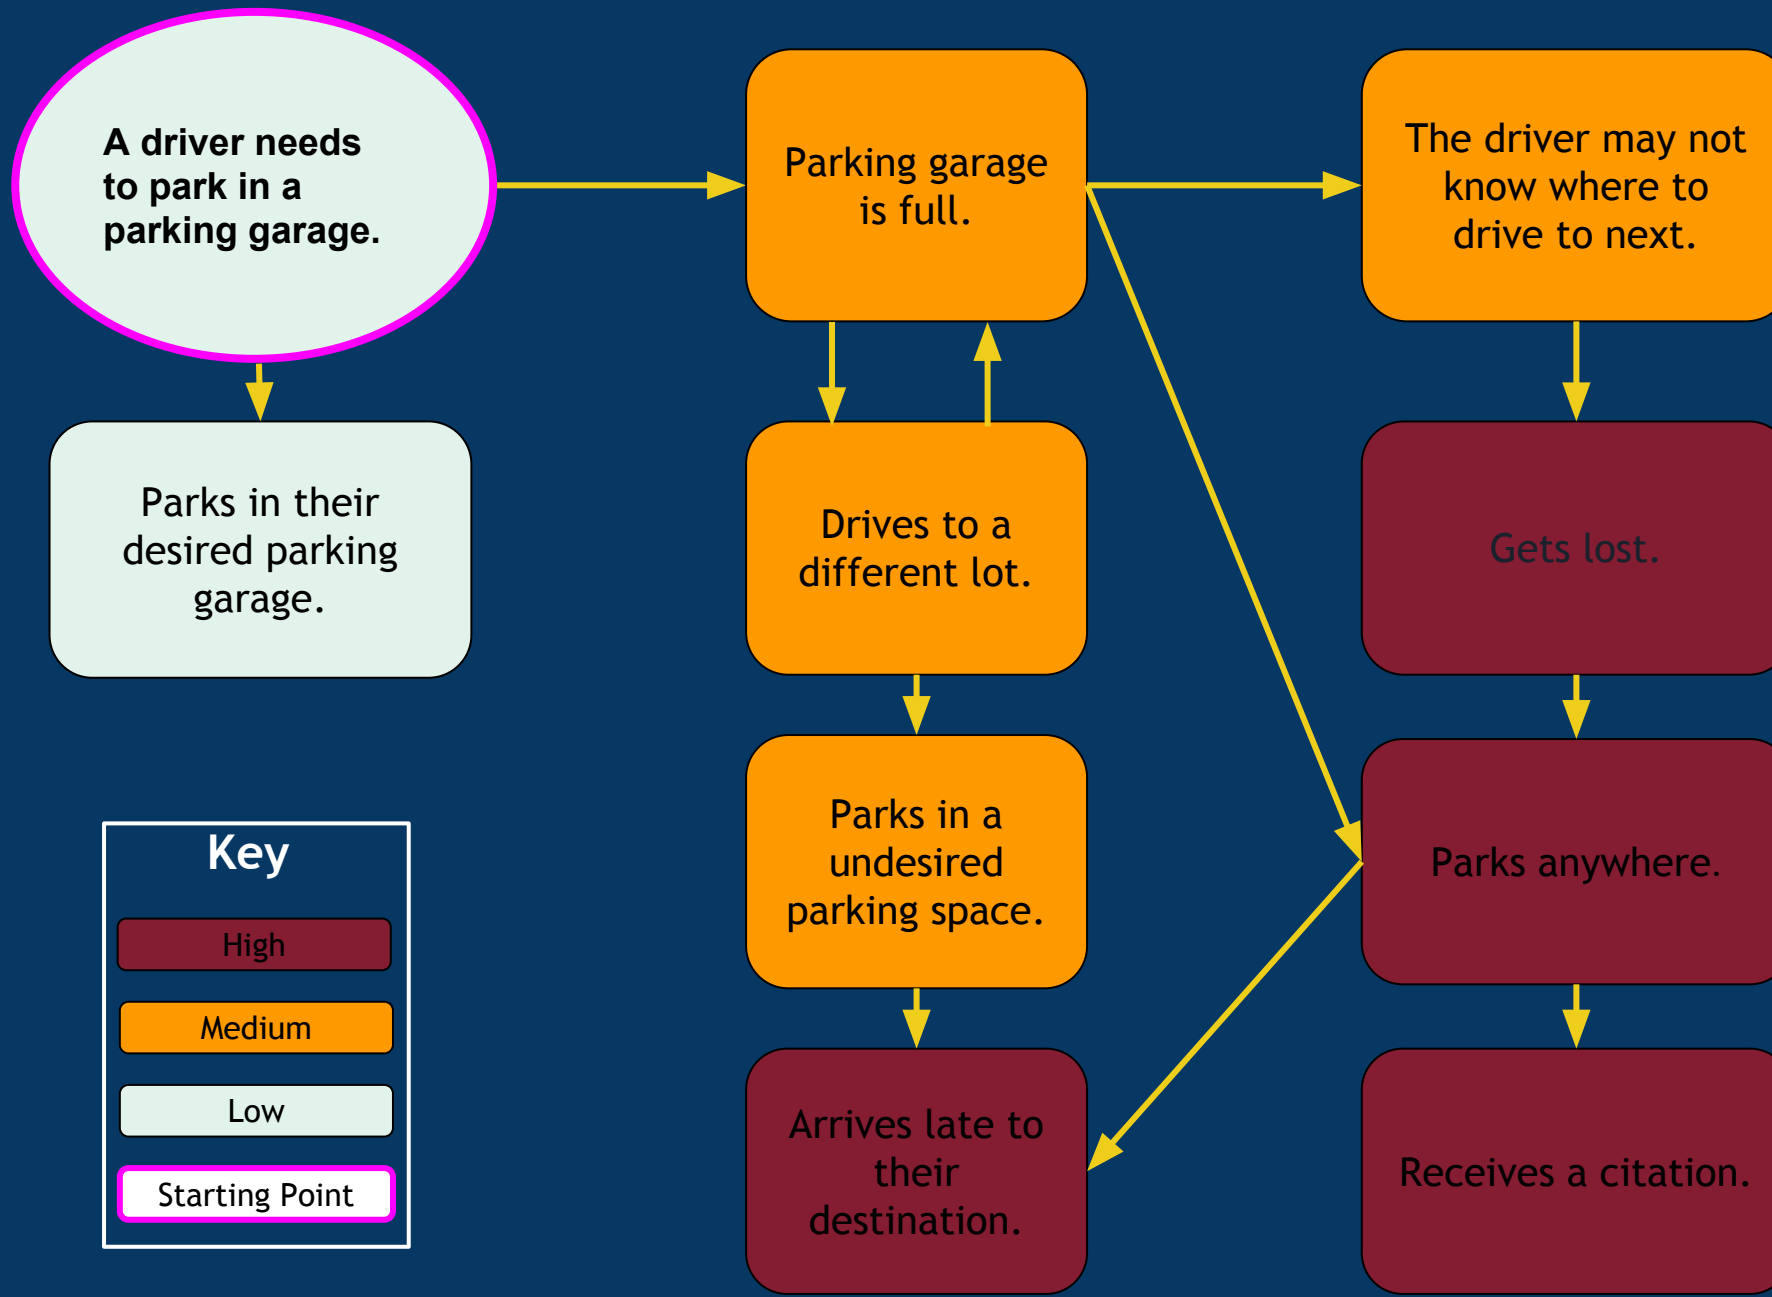 A driver needs
to park in a
parking garage.
Parking garage
is full.
The driver may not
know where to
drive to next.
Parks in their
desired parking
garage.
Drives to a
different lot.
Gets lost.
Parks in a
undesired
parking space.
Parks anywhere.
Arrives late to
their
destination.
Receives a citation.
Key
High
Medium
Low
Starting Point